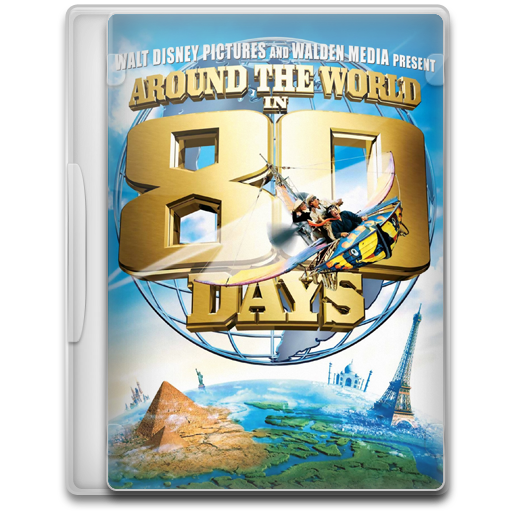 WALT DISNEY PICTURES AND WALDEN MEDIA PRESENT
AROUND THE WORLD
IN
80
DAYS